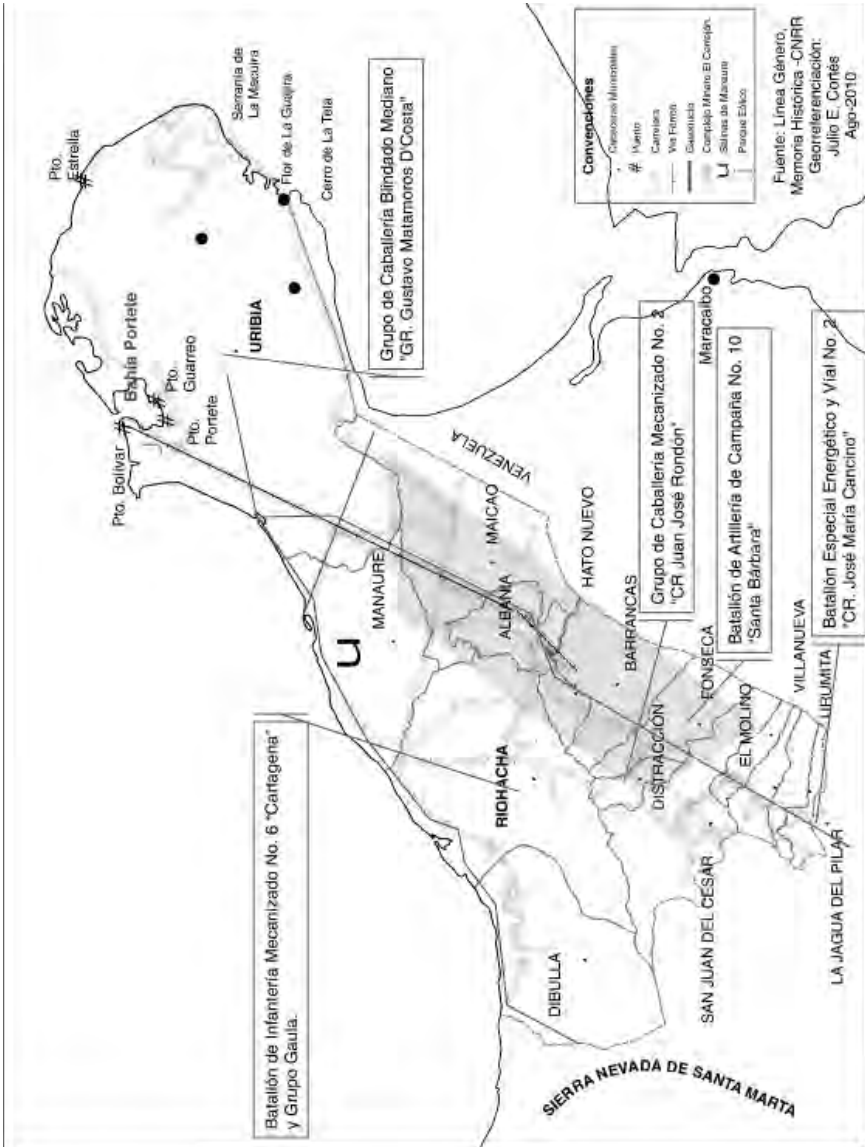 Batallón de Infantería Mecanizado No. 6 "Cartagena"
y Grupo Gaula.
Pto. Bolívar
Bahía Portete
Pto.
Guarreo
Pto.
Portete
Pto.
Estrella
Serranía de
La Macuira
Flor de La Guajira
Cerro de La Teta
URIBIA
Grupo de Caballería Blindado Mediano
"GR. Gustavo Matamoros D'Costa"
MANAURE
VENEZUELA
MAICAO
ALBANIA
HATO NUEVO
RIOHACHA
BARRANCAS
DIBULLA
DISTRACCIÓN
FONSECA
SAN JUAN DEL CESAR
EL MOLINO
VILLANUEVA
URUMITA
LA JAGUA DEL PILAR
SIERRA NEVADA DE SANTA MARTA
Grupo de Caballería Mecanizado No. 2
"CR Juan José Rondón"
Maracaibo
Batallón de Artillería de Campaña No. 10
"Santa Bárbara"
Batallón Especial Energético y Vial No. 2
"CR. José María Cancino"
Convenciones
Cabeceras Municipales
Puerto
Carretera
Vía Férrea
Gasoducto
Complejo Minero El Cerrejón
Salinas de Manaure
Parque Eólico
Fuente: Línea Género,
Memoria Histórica -CNRR
Georreferenciación:
Julio E. Cortés
Ago-2010